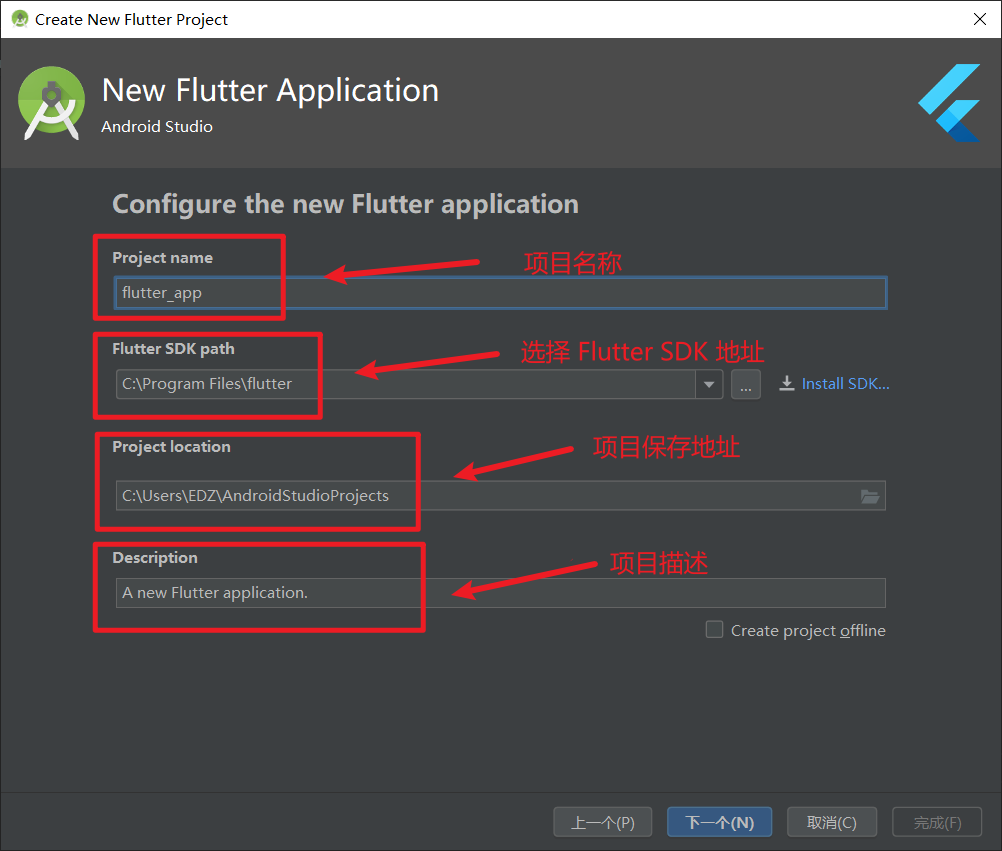 Create New Flutter Project
New Flutter Application
Android Studio
Configure the new Flutter application
Project name
项目名称
flutter_app
Flutter SDK path
选择 Flutter SDK 地址
C:\Program Files\flutter
...
Install SDK...
Project location
项目保存地址
C:\Users\EDZ\AndroidStudioProjects
Description
项目描述
A new Flutter application.
Create project offline
上一个(P) 下一个(N) 取消(C) 完成(F)